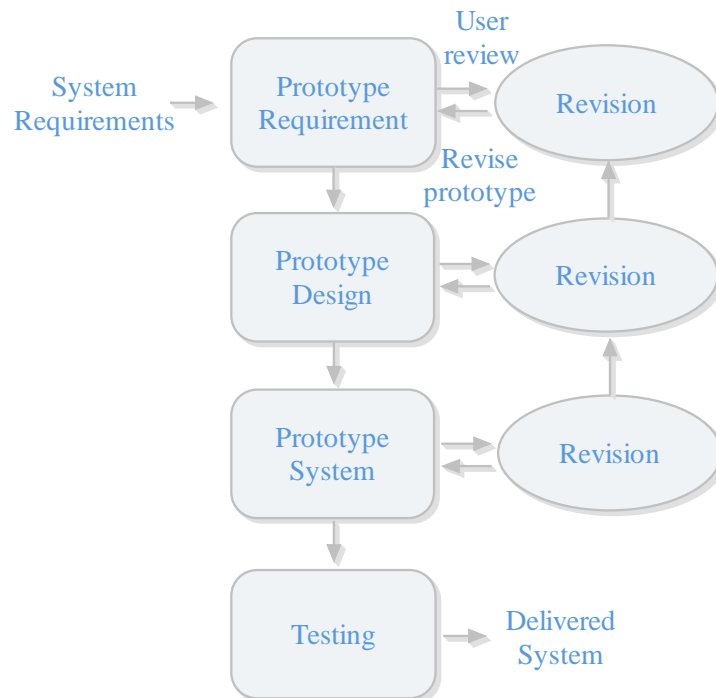 User
review
System
Requirements
Prototype
Requirement
Revision
Revise
prototype
Prototype
Design
Revision
Prototype
System
Revision
Testing
Delivered
System